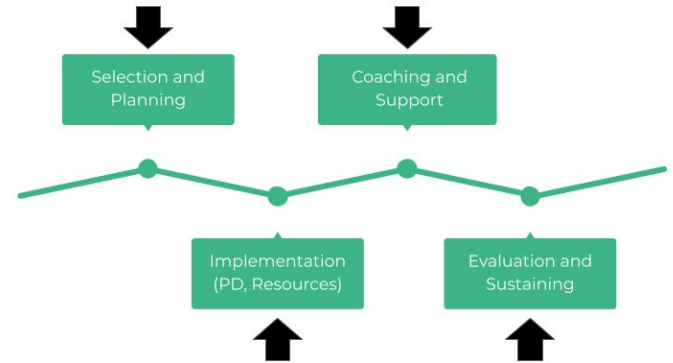 Selection and
Planning
Coaching and
Support
Implementation
(PD, Resources)
Evaluation and
Sustaining